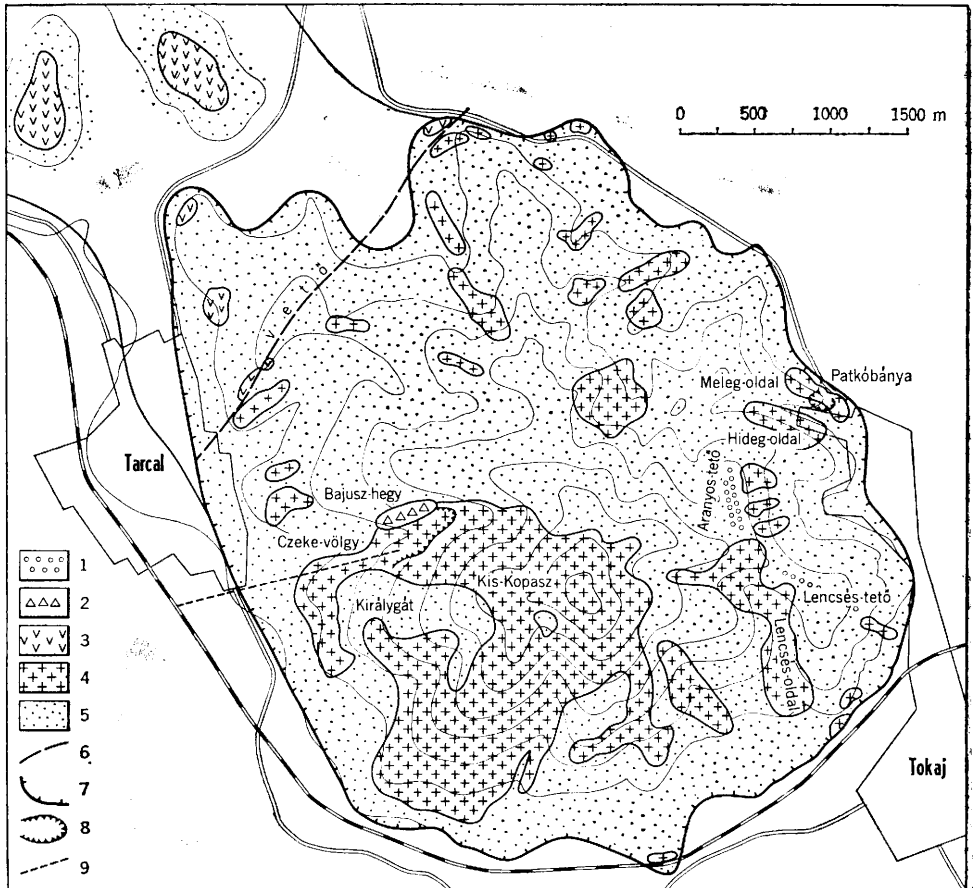 0 500 1000 1500 m
Vető
Meleg-oldal
Patkóbánya
Hideg-oldal
Tarcal
Aranyos-tető
Bajusz-hegy
Czeke-völgy
Kis-Kopasz
Lencsés-tető
Királygát
Lencsés-oldal
Tokaj
1
2
3
4
5
6
7
8
9